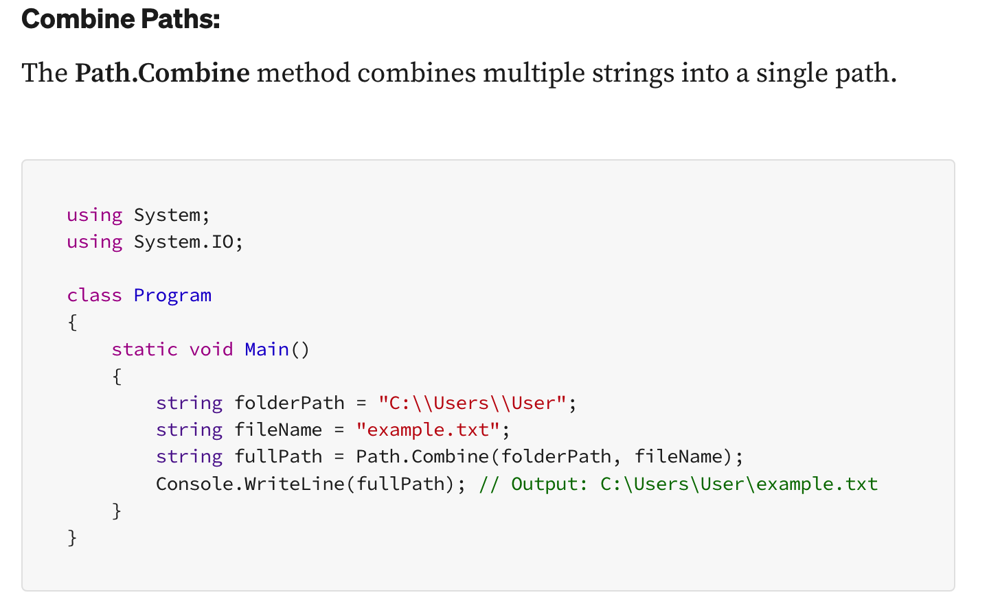 Combine Paths:
The Path.Combine method combines multiple strings into a single path.
using System;
using System.IO;
class Program
{
    static void Main()
    {
        string folderPath = "C:\\Users\\User";
        string fileName = "example.txt";
        string fullPath = Path.Combine(folderPath, fileName);
        Console.WriteLine(fullPath); // Output: C:\Users\User\example.txt
    }
}